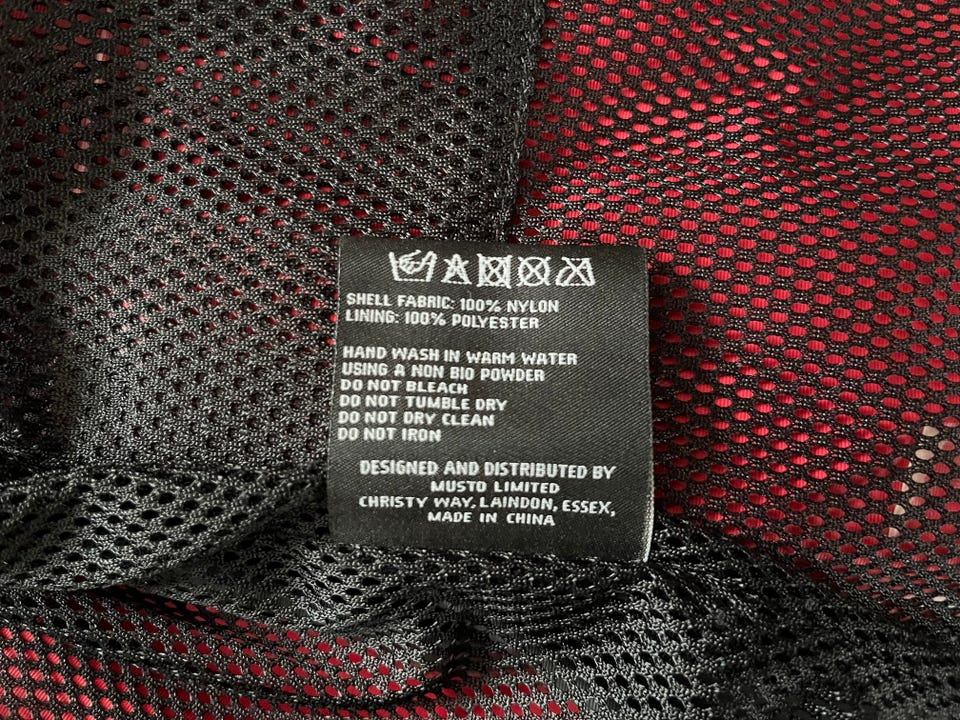 SHELL FABRIC: 100% NYLON
LINING: 100% POLYESTER
HAND WASH IN WARM WATER
USING A NON BIO POWDER
DO NOT BLEACH
DO NOT TUMBLE DRY
DO NOT DRY CLEAN
DO NOT IRON
DESIGNED AND DISTRIBUTED BY
MUSTO LIMITED
CHRISTY WAY, LAINDON, ESSEX,
MADE IN CHINA